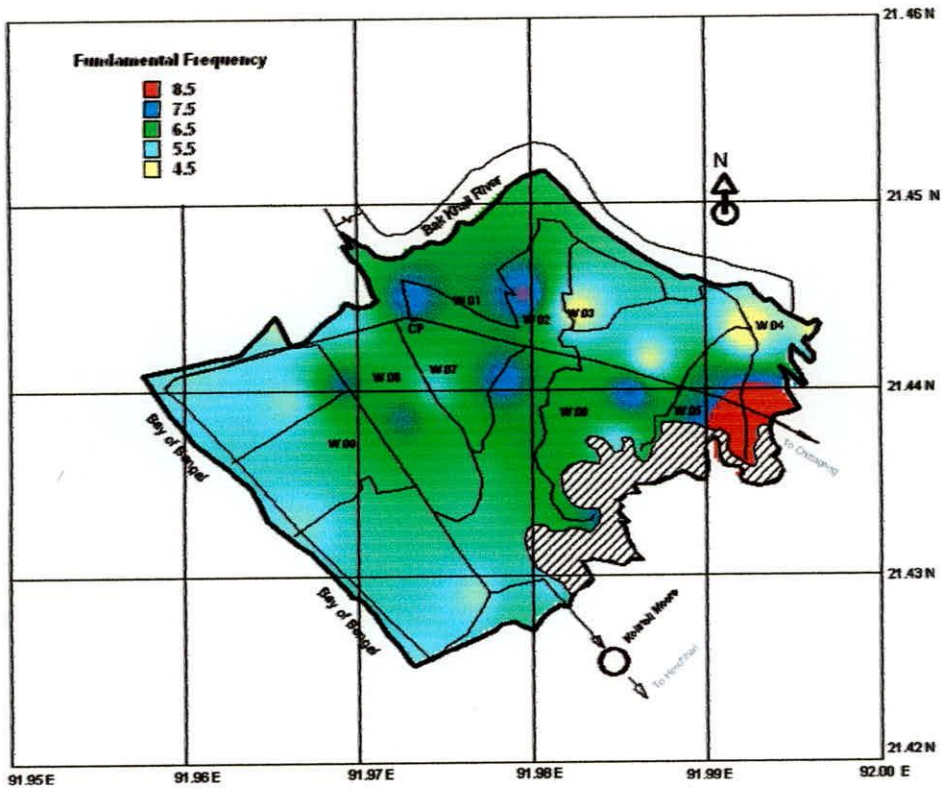 21.46 N
Fundamental Frequency
8.5
7.5
6.5
5.5
4.5
N
21.45 N
Bak Khali River
W 01
W 02
W 03
W 04
CP
W 07
W 08
21.44 N
W 06
W 05
W 09
Bay of Bengal
To Chittagong
21.43 N
Bay of Bengal
Moore
To Himchhari
21.42 N
91.95 E
91.96 E
91.97 E
91.98 E
91.99 E
92.00 E